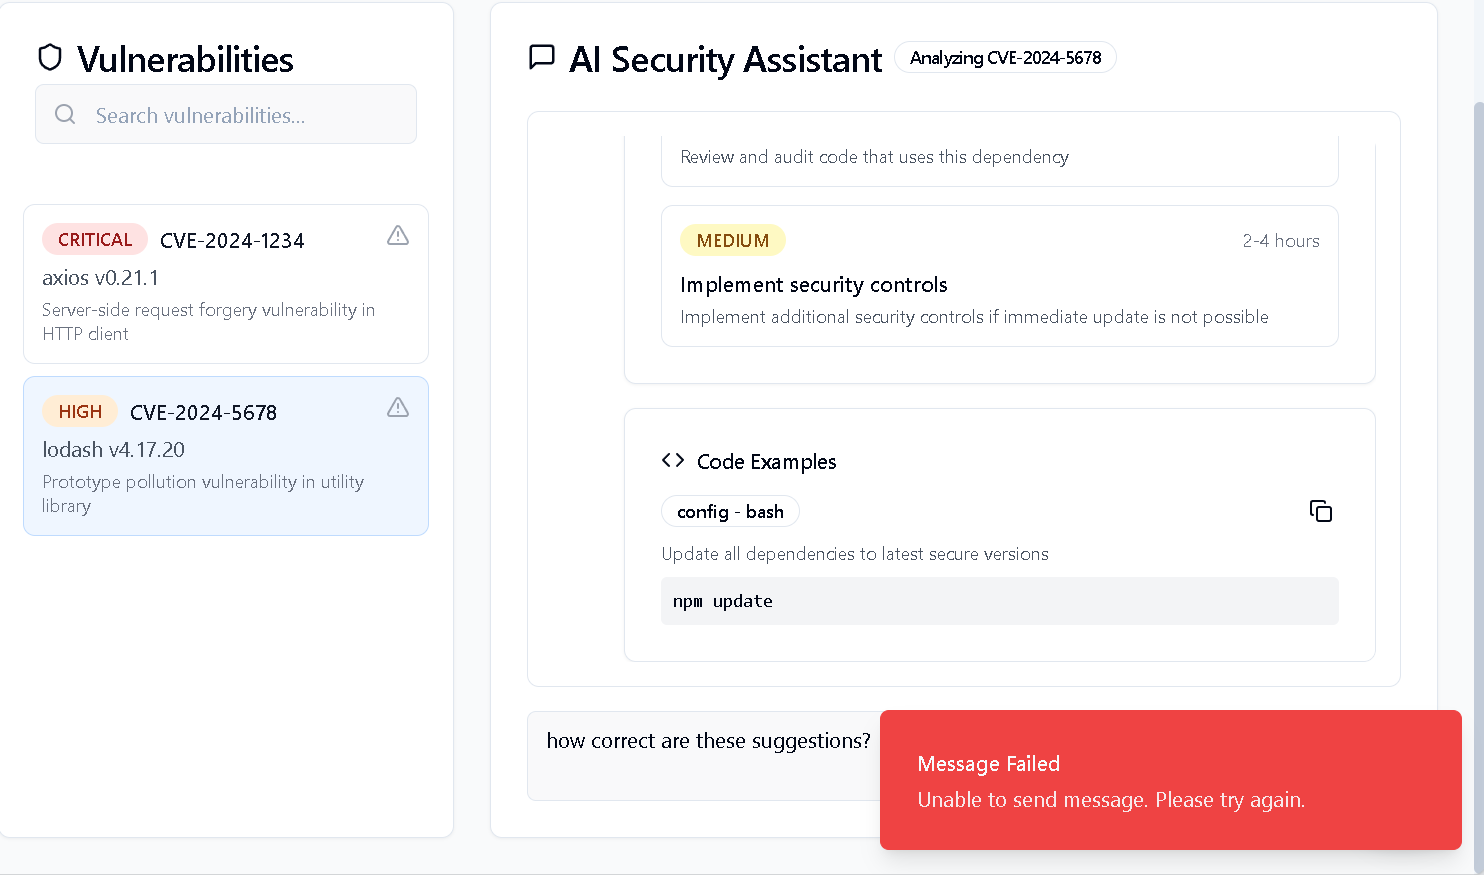 Vulnerabilities
Search vulnerabilities...
CRITICAL CVE-2024-1234
axios v0.21.1
Server-side request forgery vulnerability in
HTTP client
HIGH CVE-2024-5678
lodash v4.17.20
Prototype pollution vulnerability in utility
library
AI Security Assistant Analyzing CVE-2024-5678
Review and audit code that uses this dependency
MEDIUM 2-4 hours
Implement security controls
Implement additional security controls if immediate update is not possible
Code Examples
config - bash
Update all dependencies to latest secure versions
npm update
how correct are these suggestions?
Message Failed
Unable to send message. Please try again.